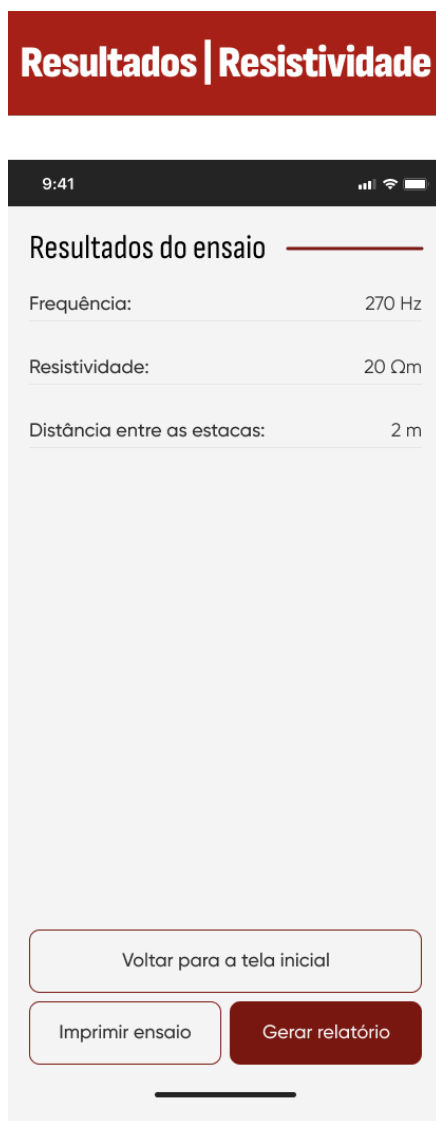 Resultados | Resistividade
9:41
Resultados do ensaio
Frequência: 270 Hz
Resistividade: 20 Ωm
Distância entre as estacas: 2 m
Voltar para a tela inicial
Imprimir ensaio Gerar relatório